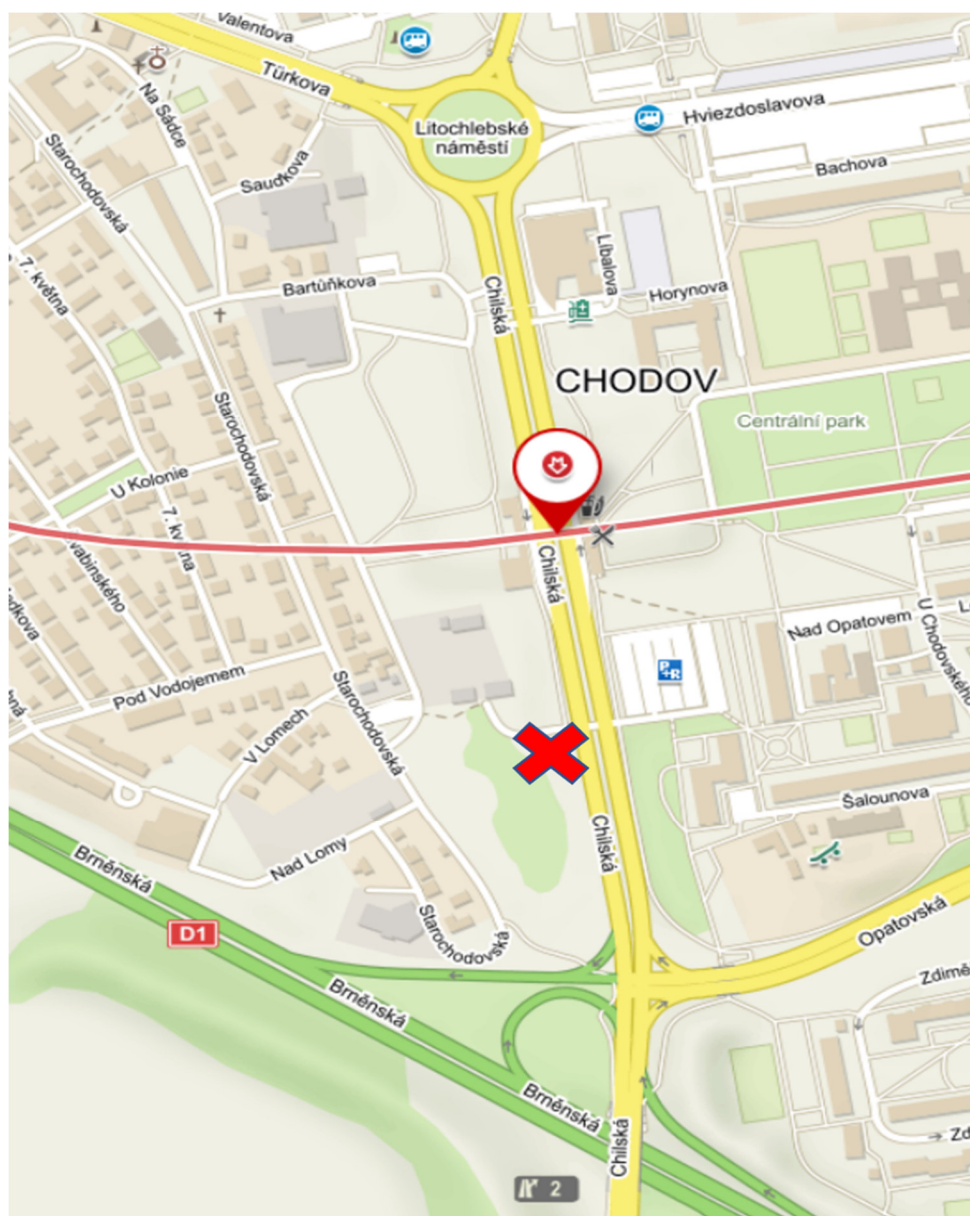 Valentova
Türkova
Na Sádce
Litochlebské
náměstí
Hviezdoslavova
Bachova
Starochodovská
Saudkova
Líbalova
7. května
Bartůňkova
Chilská
Horynova
CHODOV
Starochodovská
Centrální park
U Kolonie
7. května
Chilská
Nad Opatovem
U Chodovského
P+R
Pod Vodojemem
Starochodovská
V Lomech
Šalounova
Chilská
Nad Lomy
Brněnská
D1
Starochodovská
Opatovská
Brněnská
Brněnská
Chilská
2